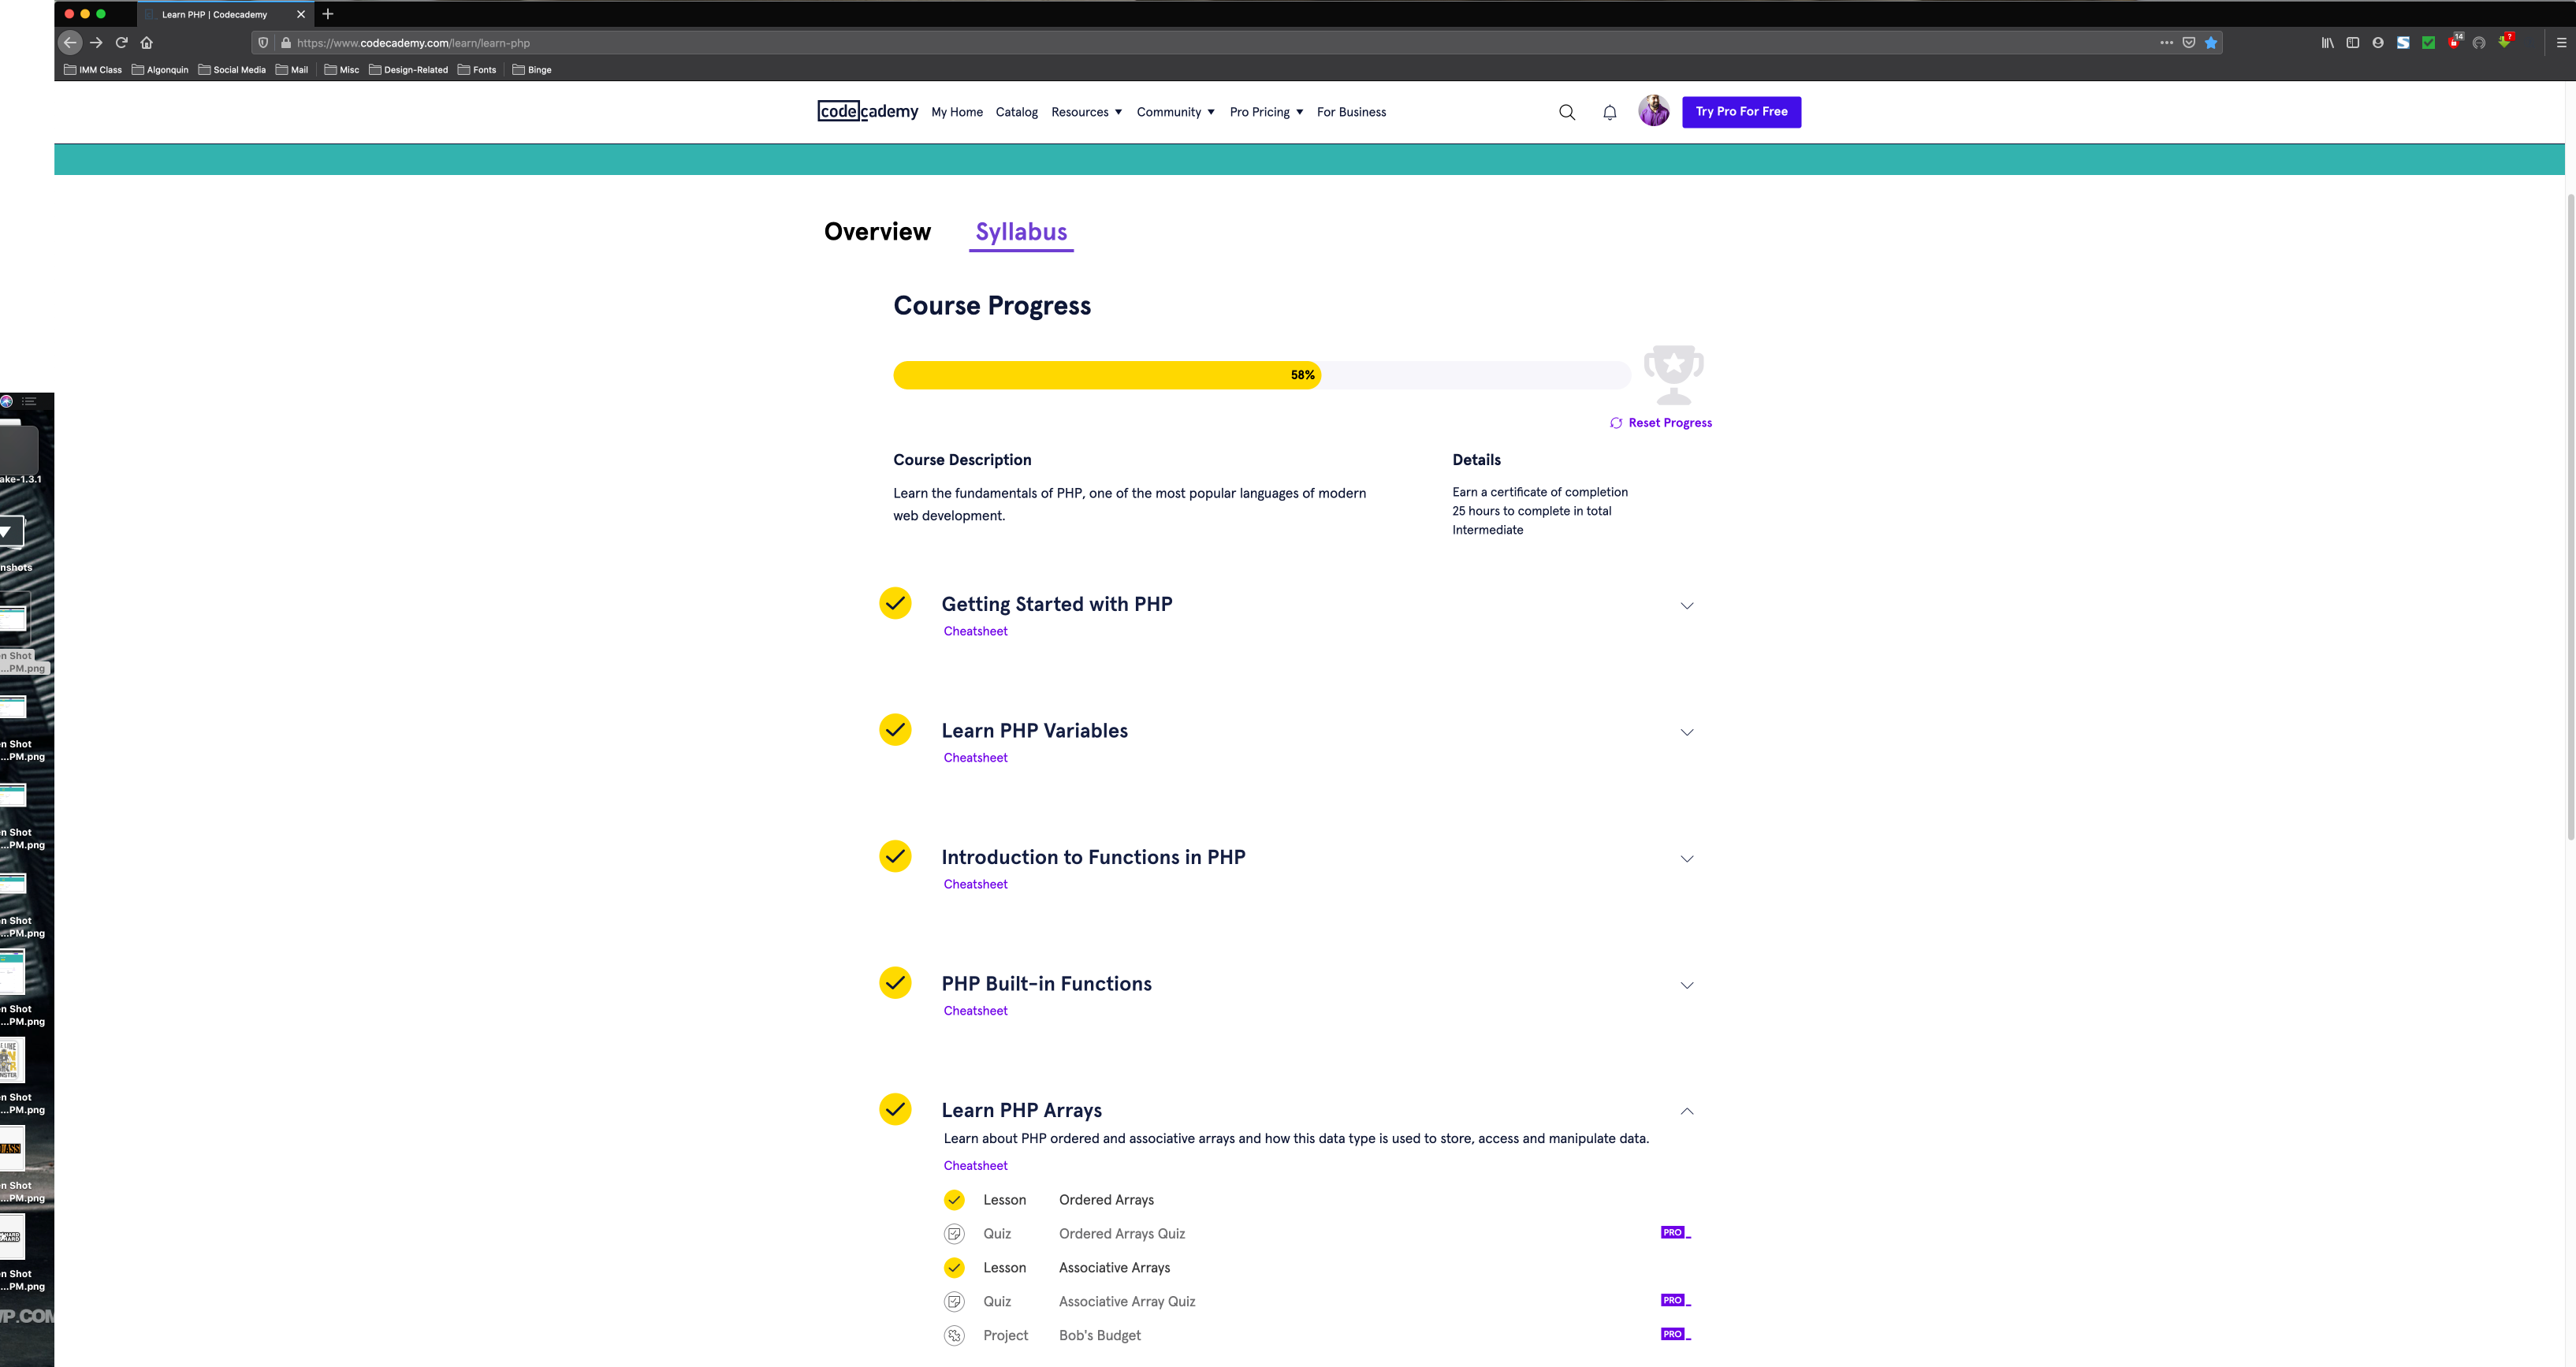 Learn PHP | Codecademy
https://www.codecademy.com/learn/learn-php
14
?
IMM Class Algonquin Social Media Mail Misc Design-Related Fonts Binge
codecademy My Home Catalog Resources Community Pro Pricing For Business Try Pro For Free
Overview Syllabus
Course Progress
58%
Reset Progress
Course Description
Learn the fundamentals of PHP, one of the most popular languages of modern
web development.
Details
Earn a certificate of completion
25 hours to complete in total
Intermediate
Getting Started with PHP
Cheatsheet
Learn PHP Variables
Cheatsheet
Introduction to Functions in PHP
Cheatsheet
PHP Built-in Functions
Cheatsheet
Learn PHP Arrays
Learn about PHP ordered and associative arrays and how this data type is used to store, access and manipulate data.
Cheatsheet
Lesson Ordered Arrays
Quiz Ordered Arrays Quiz PRO
Lesson Associative Arrays
Quiz Associative Array Quiz PRO
Project Bob's Budget PRO
ake-1.3.1
nshots
n Shot
...PM.png
n Shot
...PM.png
n Shot
...PM.png
n Shot
...PM.png
n Shot
...PM.png
n Shot
...PM.png
n Shot
...PM.png
n Shot
...PM.png